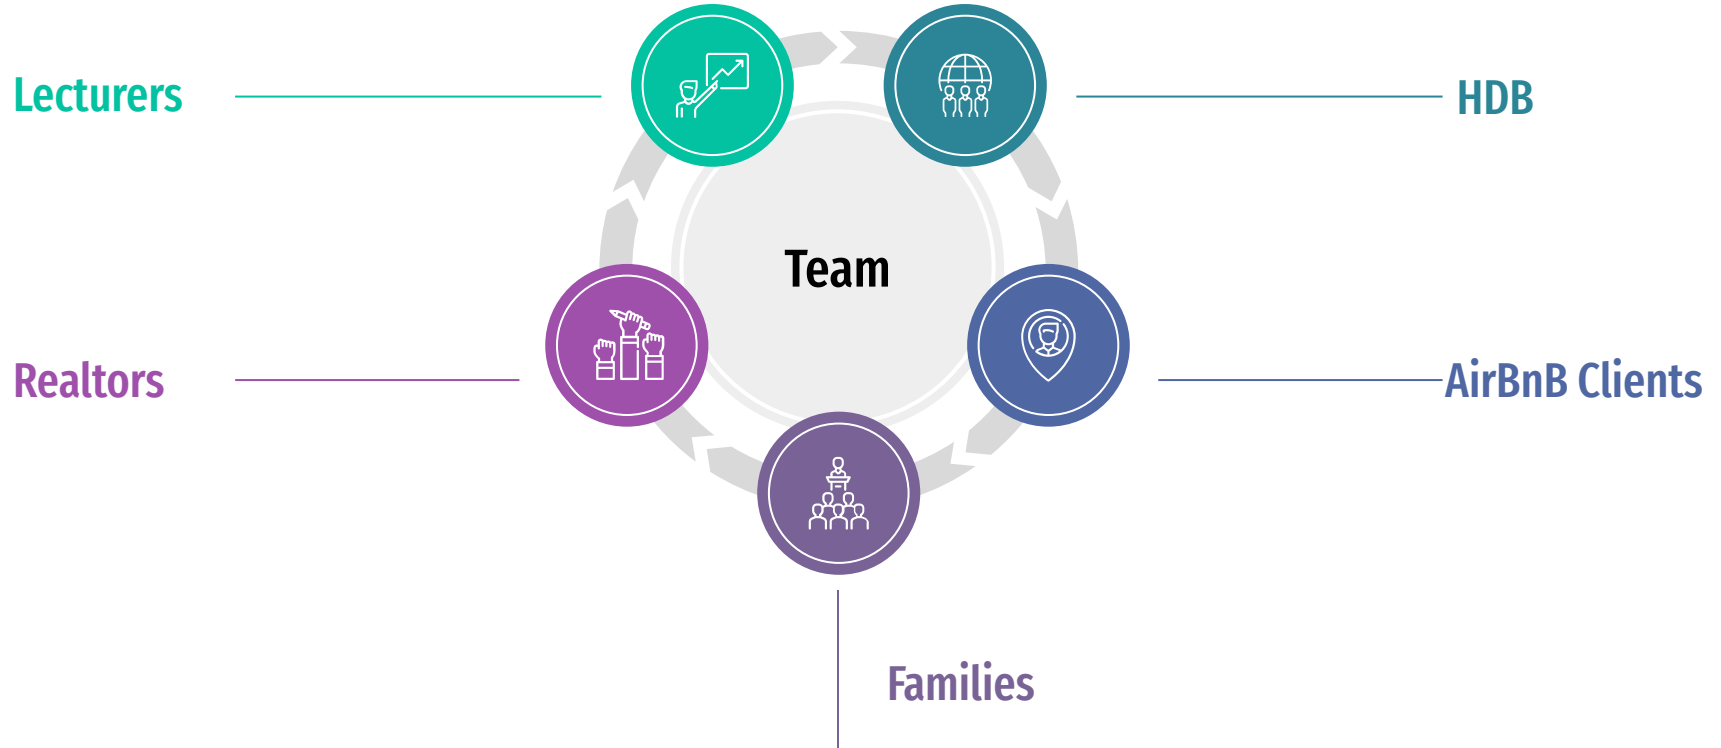 Lecturers
HDB
Team
Realtors
AirBnB Clients
Families